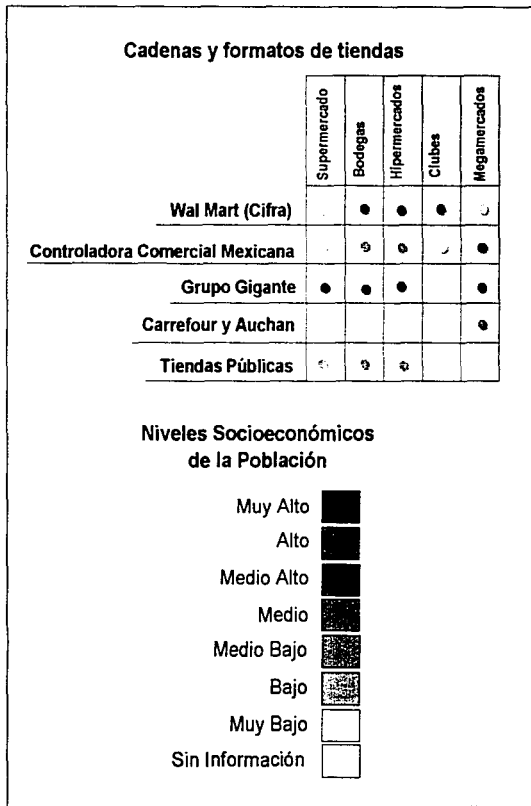 Cadenas y formatos de tiendas
Supermercado
Bodegas
Hipermercados
Clubes
Megamercados
Wal Mart (Cifra)
Controladora Comercial Mexicana
Grupo Gigante
Carrefour y Auchan
Tiendas Públicas
Niveles Socioeconómicos
de la Población
Muy Alto
Alto
Medio Alto
Medio
Medio Bajo
Bajo
Muy Bajo
Sin Información